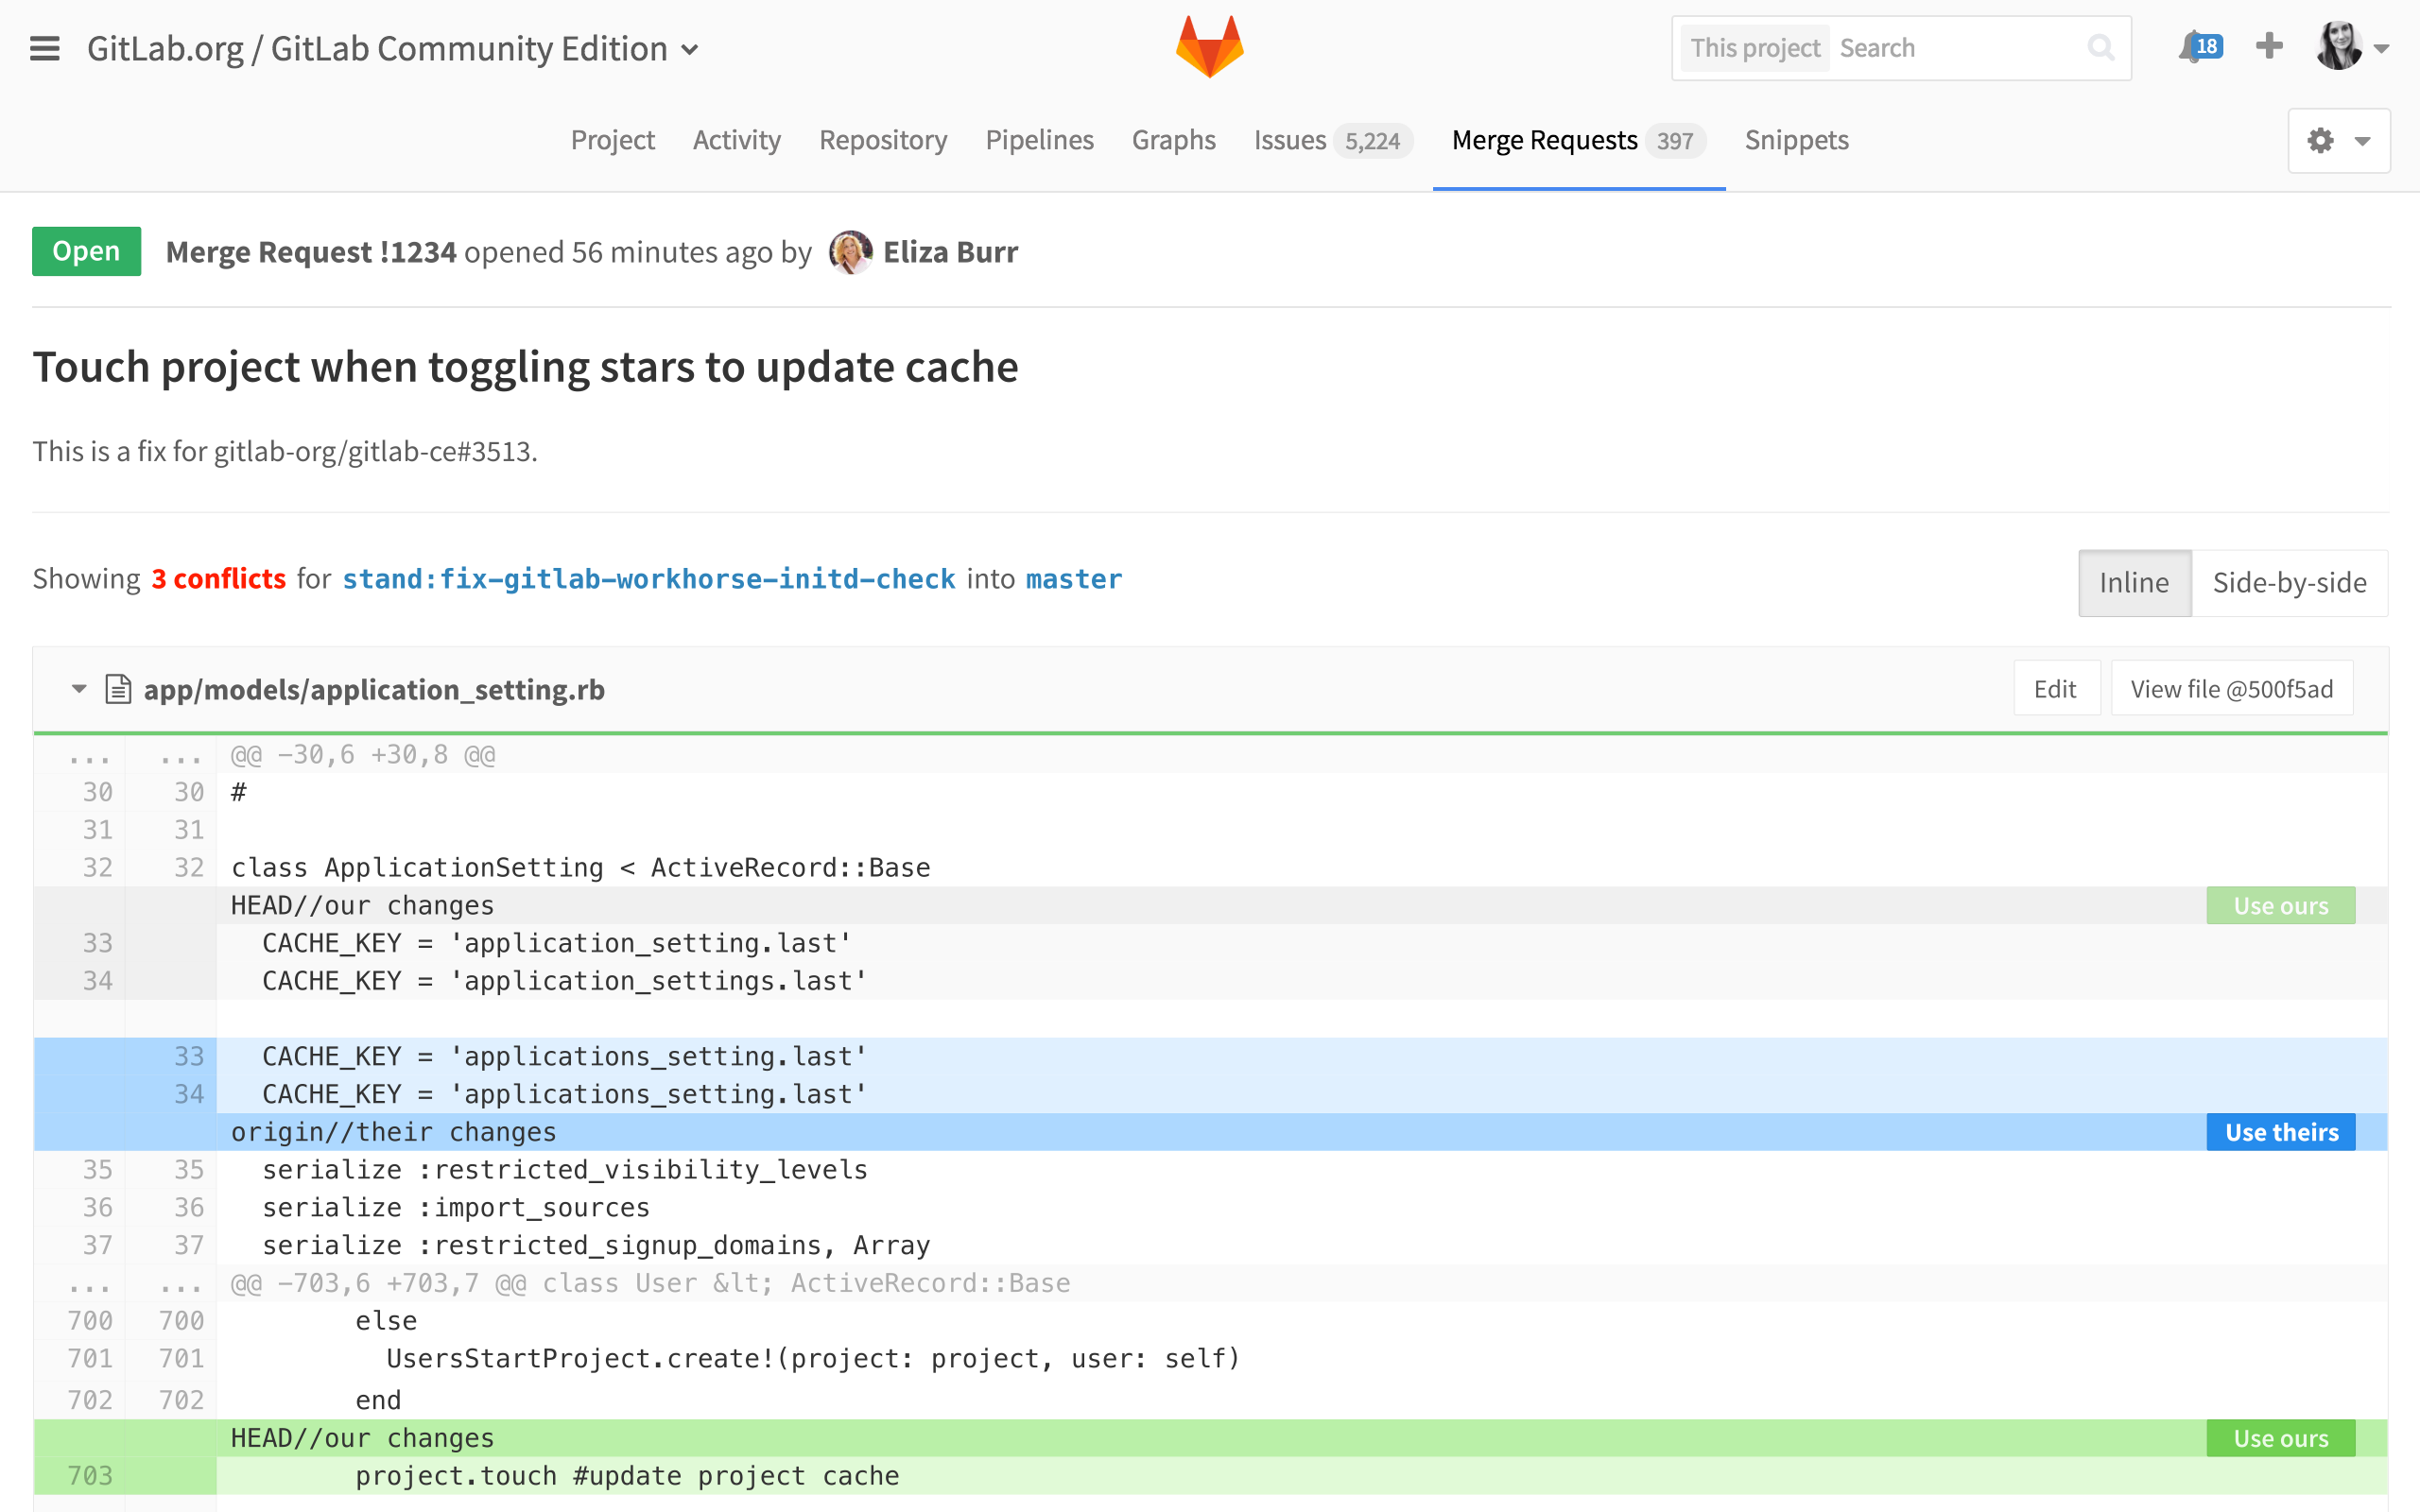 GitLab.org / GitLab Community Edition
This project Search
18
Project Activity Repository Pipelines Graphs Issues 5,224 Merge Requests 397 Snippets
Open Merge Request !1234 opened 56 minutes ago by Eliza Burr
Touch project when toggling stars to update cache
This is a fix for gitlab-org/gitlab-ce#3513.
Showing 3 conflicts for stand:fix-gitlab-workhorse-initd-check into master
Inline Side-by-side
app/models/application_setting.rb Edit View file @500f5ad
... ... @@ -30,6 +30,8 @@
30 30 #
31 31
32 32 class ApplicationSetting < ActiveRecord::Base
HEAD//our changes Use ours
33 CACHE_KEY = 'application_setting.last'
34 CACHE_KEY = 'application_settings.last'
33 CACHE_KEY = 'applications_setting.last'
34 CACHE_KEY = 'applications_setting.last'
origin//their changes Use theirs
35 35 serialize :restricted_visibility_levels
36 36 serialize :import_sources
37 37 serialize :restricted_signup_domains, Array
... ... @@ -703,6 +703,7 @@ class User &lt; ActiveRecord::Base
700 700 else
701 701 UsersStartProject.create!(project: project, user: self)
702 702 end
HEAD//our changes Use ours
703 project.touch #update project cache